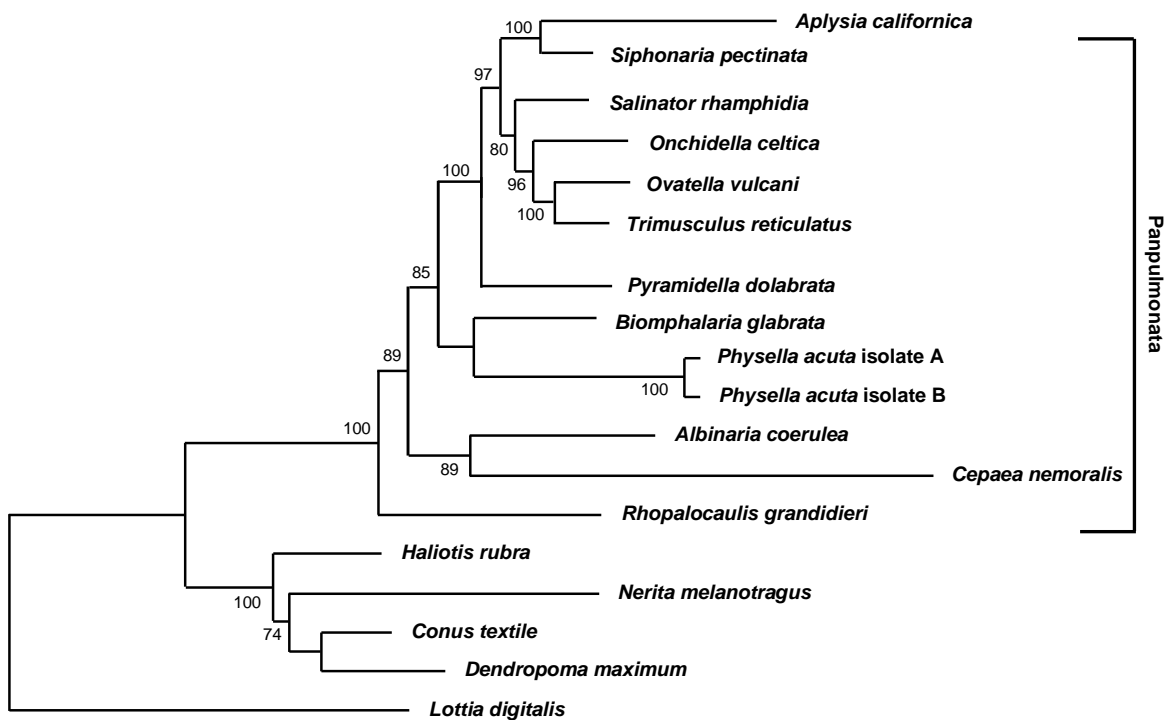 100
Aplysia californica
Siphonaria pectinata
97
Salinator rhamphidia
80
Onchidella celtica
96
100
Ovatella vulcani
100
Trimusculus reticulatus
Panpulmonata
85
Pyramidella dolabrata
Biomphalaria glabrata
89
Physella acuta isolate A
100
Physella acuta isolate B
100
Albinaria coerulea
89
Cepaea nemoralis
Rhopalocaulis grandidieri
Haliotis rubra
100
Nerita melanotragus
74
Conus textile
Dendropoma maximum
Lottia digitalis